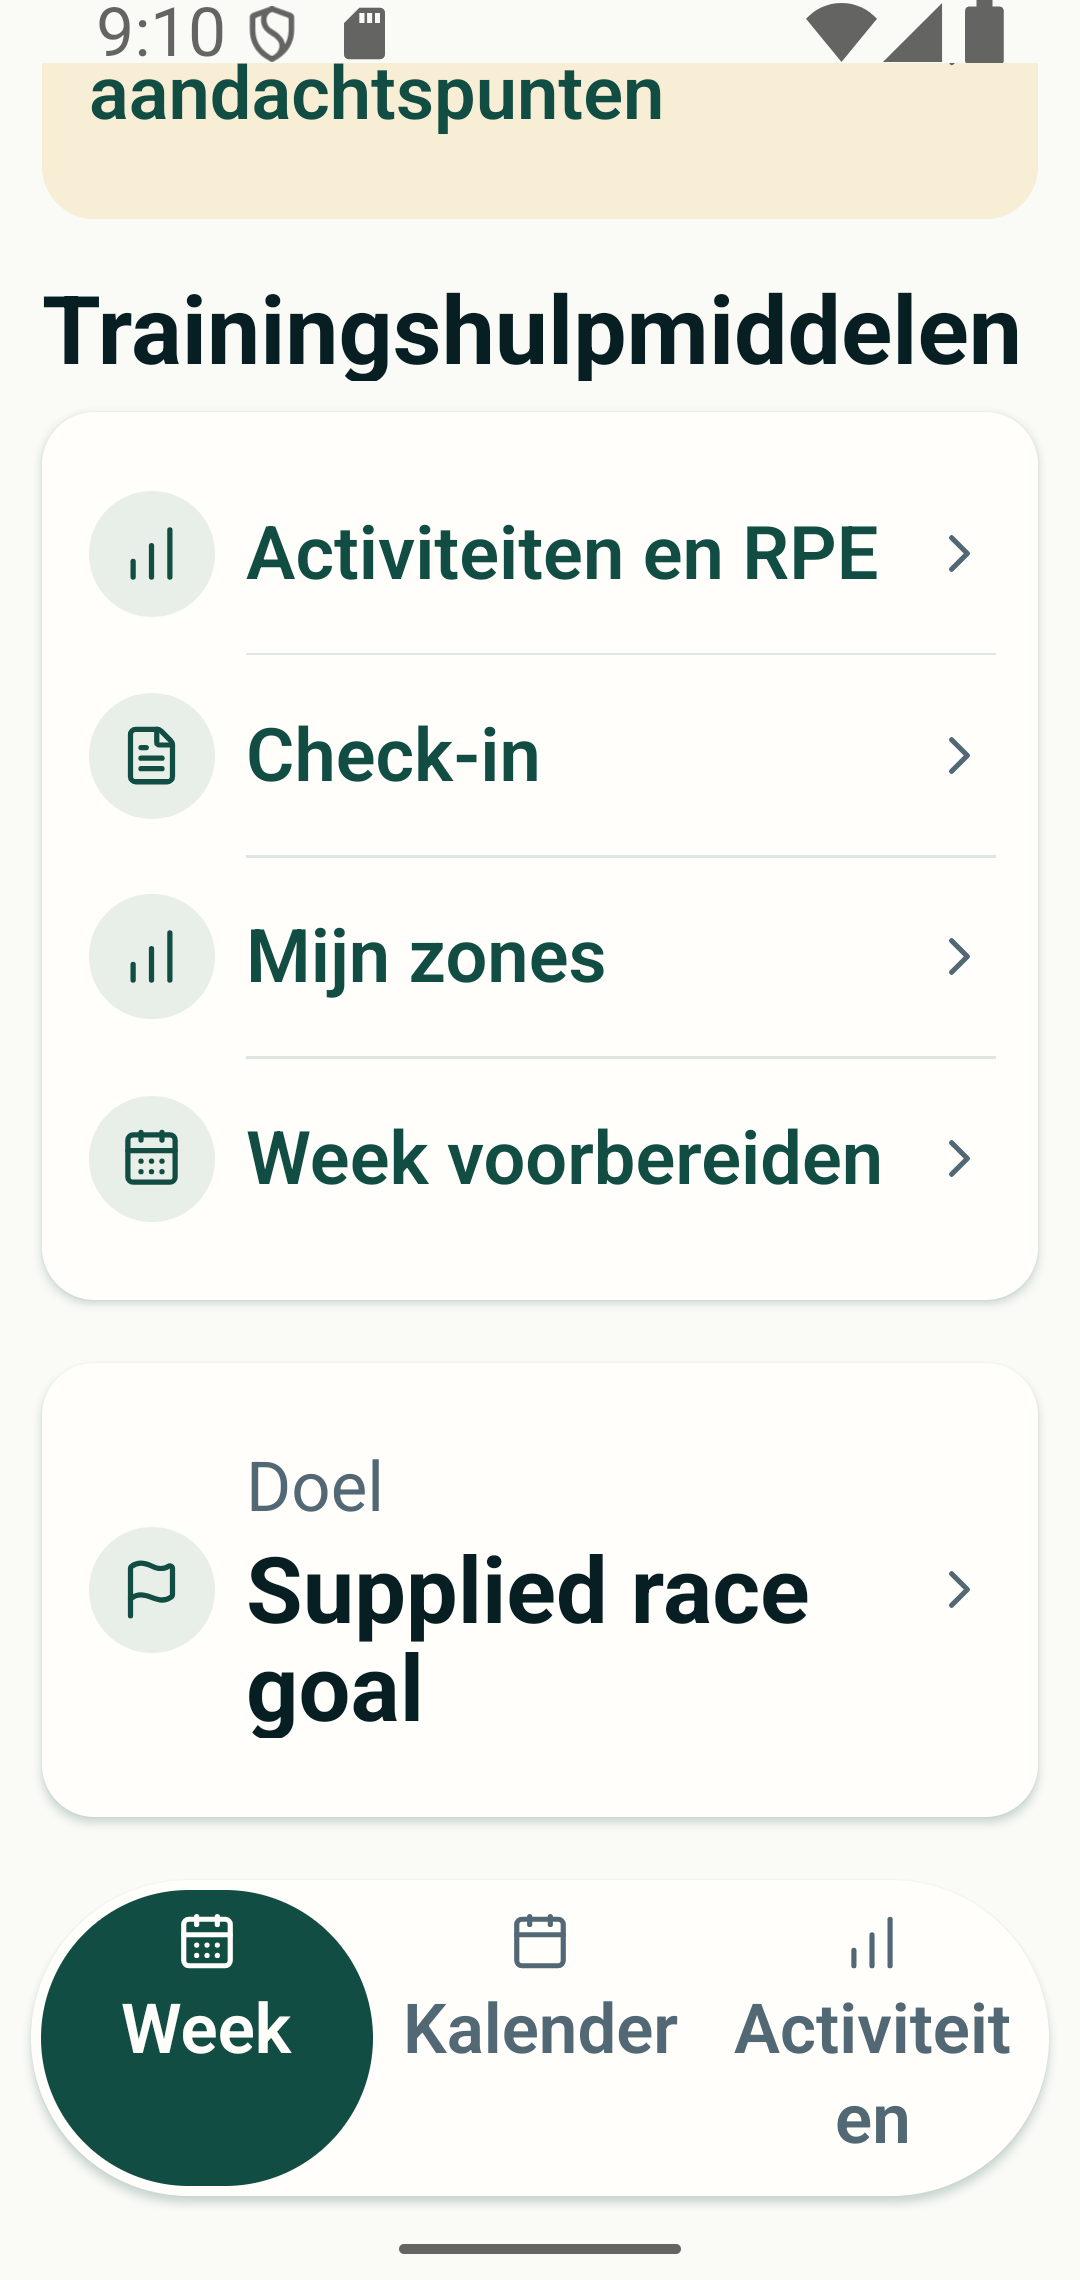 9:10
aandachtspunten
Trainingshulpmiddelen
Activiteiten en RPE
Check-in
Mijn zones
Week voorbereiden
Doel
Supplied race
goal
Week
Kalender
Activiteit
en